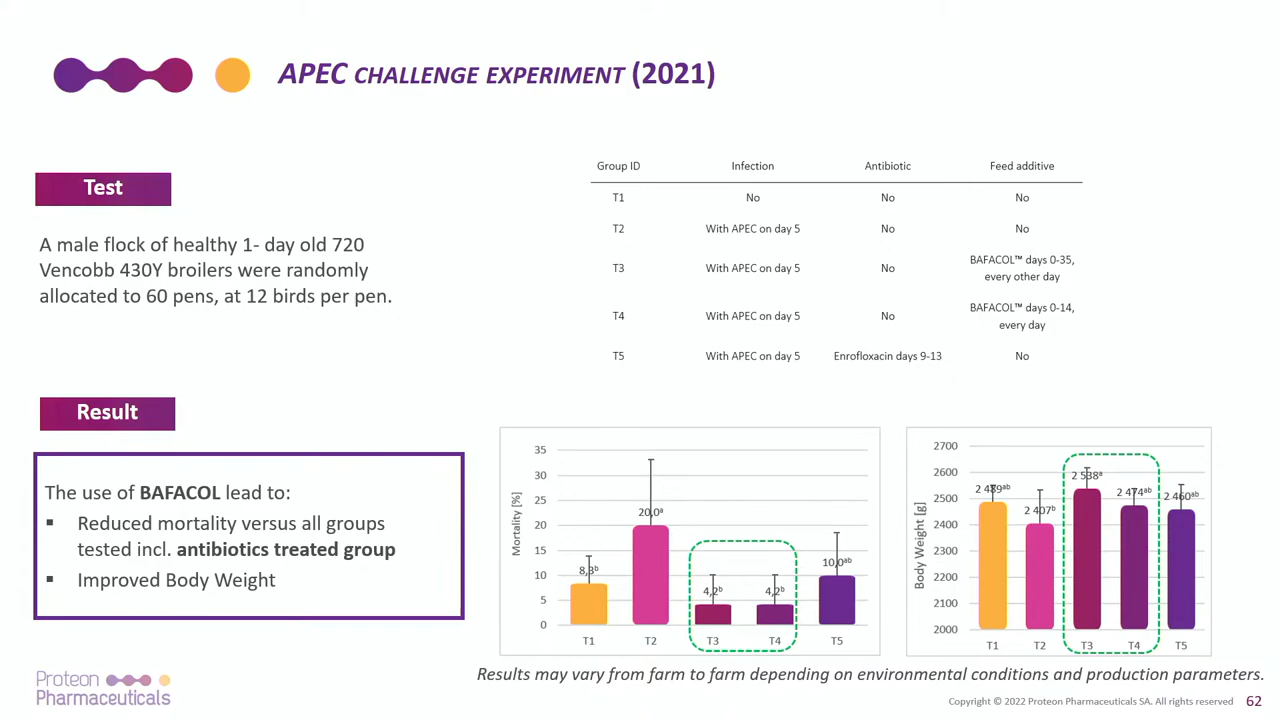 APEC CHALLENGE EXPERIMENT (2021)
Test
A male flock of healthy 1- day old 720
Vencobb 430Y broilers were randomly
allocated to 60 pens, at 12 birds per pen.
Group ID Infection Antibiotic Feed additive
T1 No No No
T2 With APEC on day 5 No No
T3 With APEC on day 5 No BAFACOL™ days 0-35,
every other day
T4 With APEC on day 5 No BAFACOL™ days 0-14,
every day
T5 With APEC on day 5 Enrofloxacin days 9-13 No
Result
The use of BAFACOL lead to:
▪ Reduced mortality versus all groups
tested incl. antibiotics treated group
▪ Improved Body Weight
Mortality [%]
35
30
25
20
15
10
5
0
8,3ᵇ
20,0ᵃ
4,2ᵇ
4,2ᵇ
10,0ᵃᵇ
T1 T2 T3 T4 T5
Body Weight [g]
2700
2600
2500
2400
2300
2200
2100
2000
2 489ᵃᵇ
2 407ᵇ
2 538ᵃ
2 474ᵃᵇ
2 460ᵃᵇ
T1 T2 T3 T4 T5
Results may vary from farm to farm depending on environmental conditions and production parameters.
Proteon
Pharmaceuticals
Copyright © 2022 Proteon Pharmaceuticals SA. All rights reserved 62